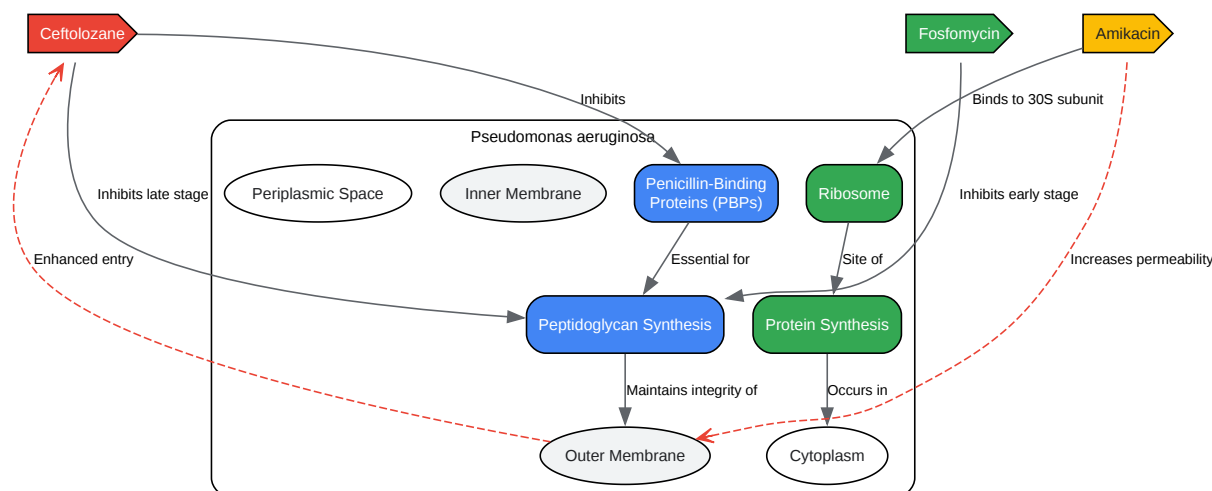 Ceftolozane
Fosfomycin
Amikacin
Inhibits
Binds to 30S subunit
Pseudomonas aeruginosa
Periplasmic Space
Inner Membrane
Penicillin-Binding
Proteins (PBPs)
Ribosome
Inhibits late stage
Inhibits early stage
Enhanced entry
Essential for
Site of
Increases permeability
Peptidoglycan Synthesis
Protein Synthesis
Maintains integrity of
Occurs in
Outer Membrane
Cytoplasm